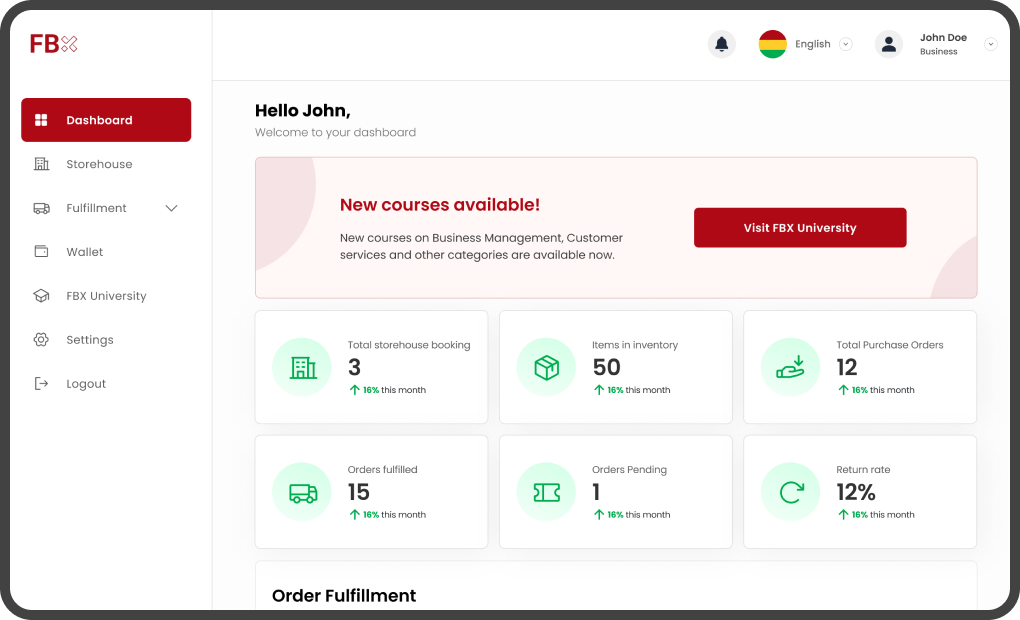 FBX
English
John Doe
Business
Dashboard
Storehouse
Fulfillment
Wallet
FBX University
Settings
Logout
Hello John,
Welcome to your dashboard
New courses available!
New courses on Business Management, Customer
services and other categories are available now.
Visit FBX University
Total storehouse booking
3
16% this month
Items in inventory
50
16% this month
Total Purchase Orders
12
16% this month
Orders fulfilled
15
16% this month
Orders Pending
1
16% this month
Return rate
12%
16% this month
Order Fulfillment